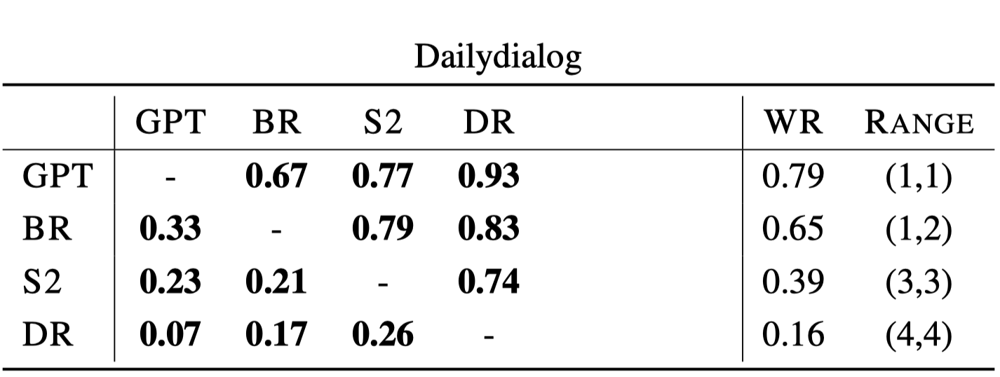 Dailydialog
GPT BR S2 DR WR RANGE
GPT - 0.67 0.77 0.93 0.79 (1,1)
BR 0.33 - 0.79 0.83 0.65 (1,2)
S2 0.23 0.21 - 0.74 0.39 (3,3)
DR 0.07 0.17 0.26 - 0.16 (4,4)